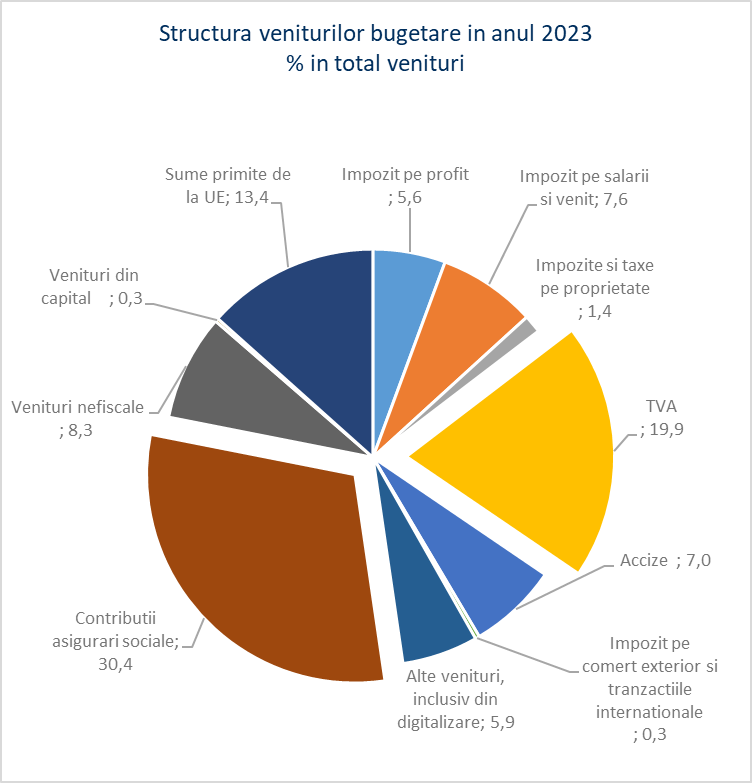 Structura veniturilor bugetare in anul 2023
% in total venituri
Sume primite de
la UE; 13,4
Impozit pe profit
; 5,6
Impozit pe salarii
si venit; 7,6
Impozite si taxe
pe proprietate
; 1,4
Venituri din
capital ; 0,3
TVA
; 19,9
Venituri nefiscale
; 8,3
Accize ; 7,0
Contributii
asigurari sociale;
30,4
Alte venituri,
inclusiv din
digitalizare; 5,9
Impozit pe
comert exterior si
tranzactiile
internationale
; 0,3